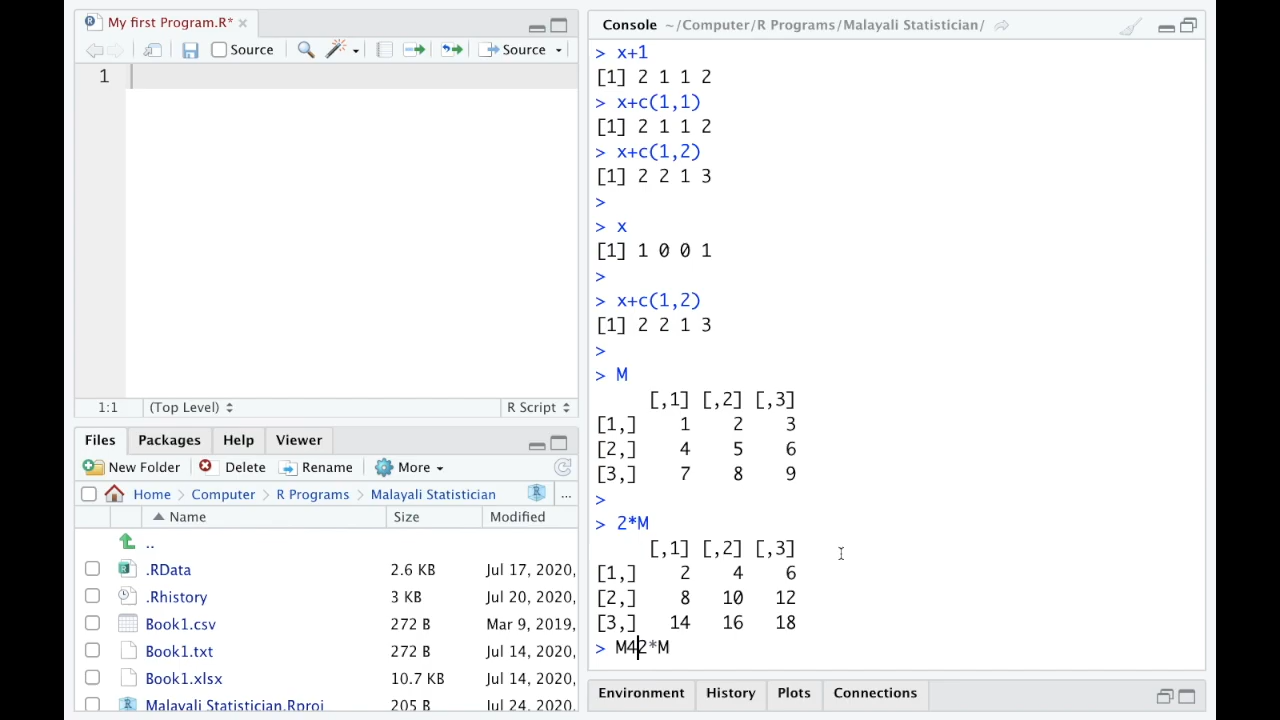 My first Program.R*
Source
Source
1
1:1 (Top Level) R Script
Files Packages Help Viewer
New Folder Delete Rename More
Home Computer R Programs Malayali Statistician ...
Name Size Modified
..
.RData 2.6 KB Jul 17, 2020,
.Rhistory 3 KB Jul 20, 2020,
Book1.csv 272 B Mar 9, 2019,
Book1.txt 272 B Jul 14, 2020,
Book1.xlsx 10.7 KB Jul 14, 2020,
Malayali Statistician.Rproj 205 B Jul 24, 2020,
Console ~/Computer/R Programs/Malayali Statistician/
> x+1
[1] 2 1 1 2
> x+c(1,1)
[1] 2 1 1 2
> x+c(1,2)
[1] 2 2 1 3
>
> x
[1] 1 0 0 1
>
> x+c(1,2)
[1] 2 2 1 3
>
> M
[,1] [,2] [,3]
[1,] 1 2 3
[2,] 4 5 6
[3,] 7 8 9
>
> 2*M
[,1] [,2] [,3]
[1,] 2 4 6
[2,] 8 10 12
[3,] 14 16 18
> M42*M
Environment History Plots Connections